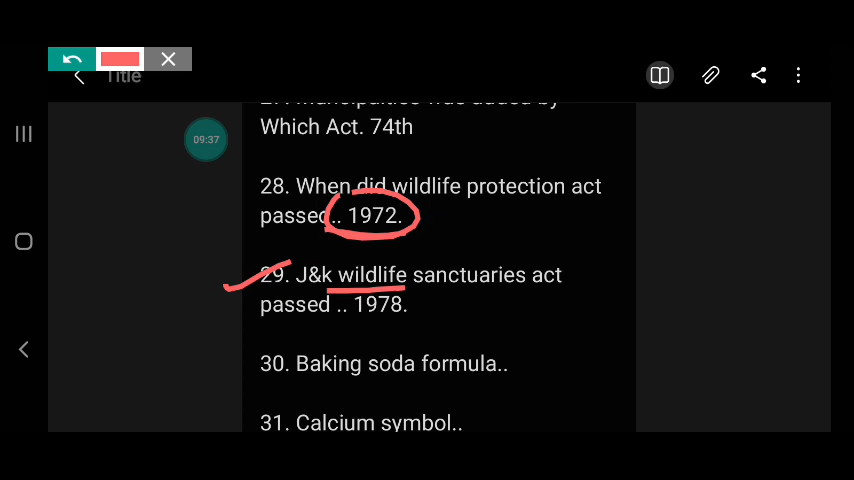 Title
09:37
Which Act. 74th
28. When did wildlife protection act
passed.. 1972.
29. J&k wildlife sanctuaries act
passed .. 1978.
30. Baking soda formula..
31. Calcium symbol..